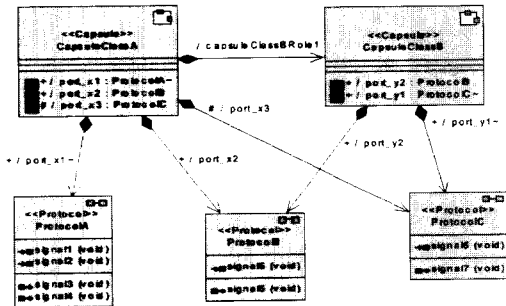 <<Capsule>>
CapsuleClassA
+ / port_x1 : ProtocolA~
+ / port_x2 : ProtocolB
# / port_x3 : ProtocolC
/ capsuleClassBRole1
<<Capsule>>
CapsuleClassB
+ / port_y2 : ProtocolB
+ / port_y1 : ProtocolC~
# / port_x3
+ / port_y1~
+ / port_x1~
+ / port_x2
+ / port_y2
<<Protocol>>
ProtocolA
signal1 (void)
signal2 (void)
signal3 (void)
signal4 (void)
<<Protocol>>
ProtocolB
signal5 (void)
signal5 (void)
<<Protocol>>
ProtocolC
signal6 (void)
signal7 (void)